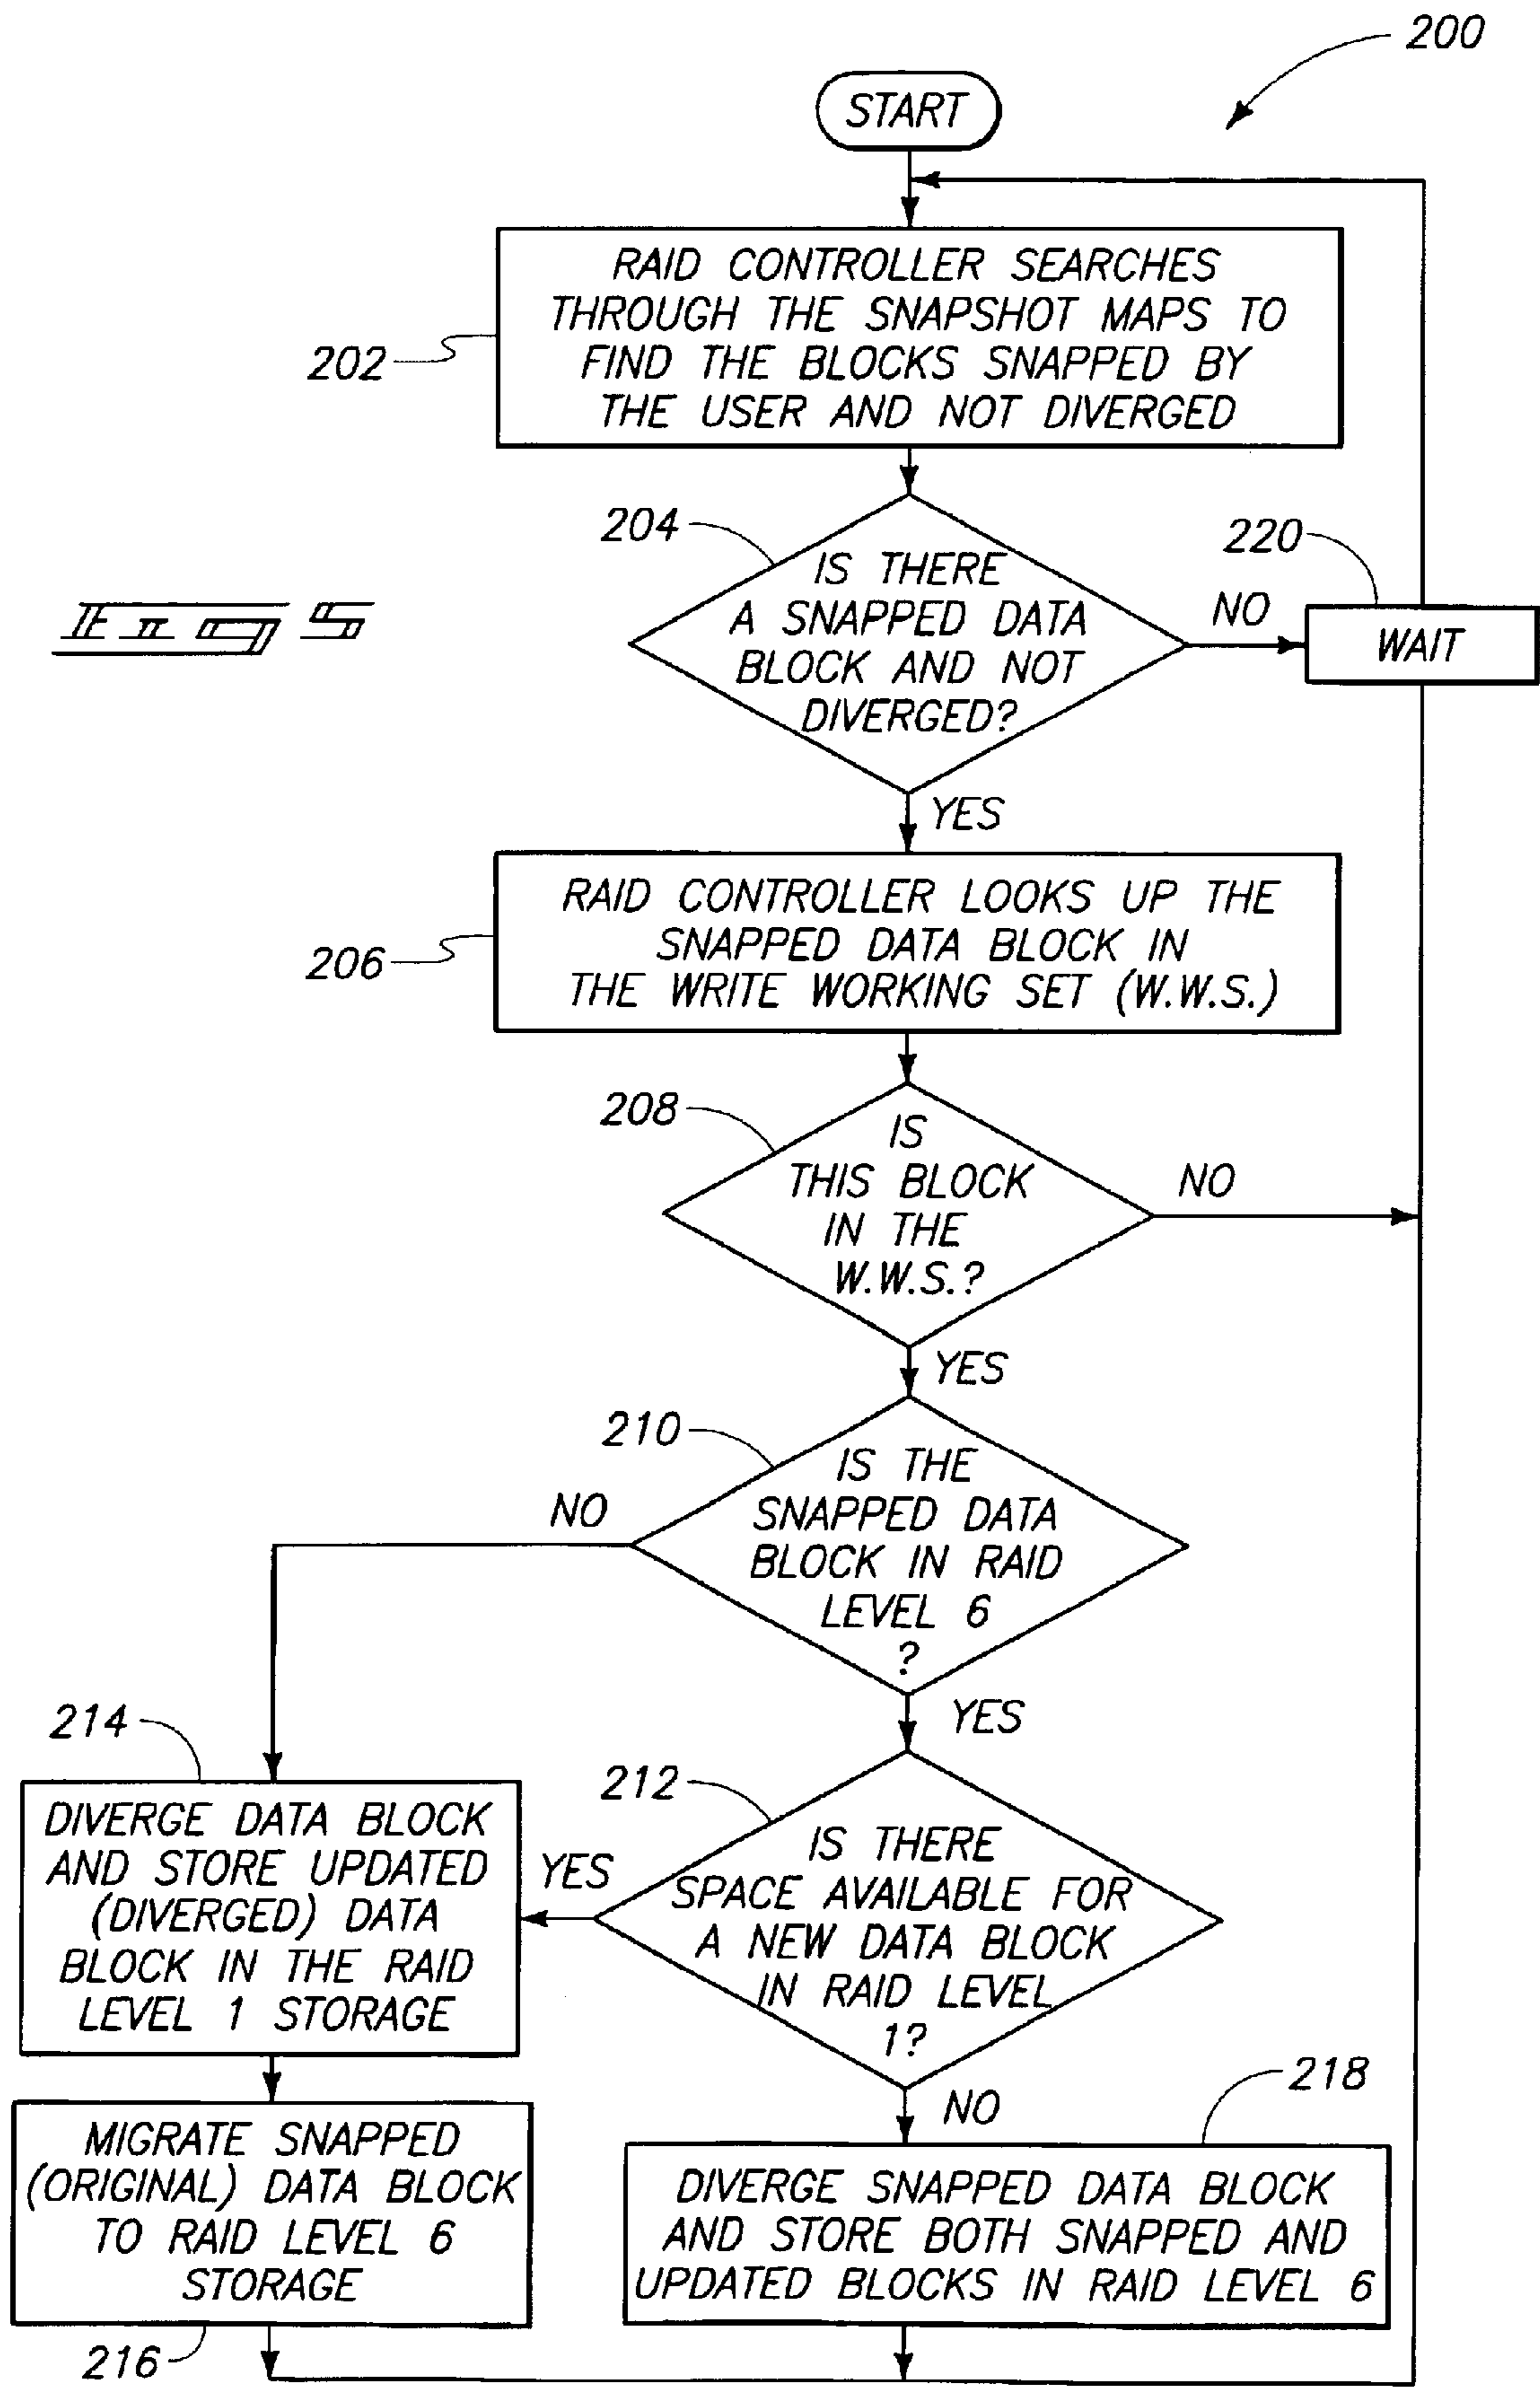 200
START
RAID CONTROLLER SEARCHES
THROUGH THE SNAPSHOT MAPS TO
FIND THE BLOCKS SNAPPED BY
THE USER AND NOT DIVERGED
202
204
IS THERE
A SNAPPED DATA
BLOCK AND NOT
DIVERGED?
NO
220
WAIT
Fig 5
YES
RAID CONTROLLER LOOKS UP THE
SNAPPED DATA BLOCK IN
THE WRITE WORKING SET (W.W.S.)
206
208
IS
THIS BLOCK
IN THE
W.W.S.?
NO
YES
210
IS THE
SNAPPED DATA
BLOCK IN RAID
LEVEL 6
?
NO
YES
214
DIVERGE DATA BLOCK
AND STORE UPDATED
(DIVERGED) DATA
BLOCK IN THE RAID
LEVEL 1 STORAGE
212
IS THERE
SPACE AVAILABLE FOR
A NEW DATA BLOCK
IN RAID LEVEL
1?
YES
NO
MIGRATE SNAPPED
(ORIGINAL) DATA BLOCK
TO RAID LEVEL 6
STORAGE
216
218
DIVERGE SNAPPED DATA BLOCK
AND STORE BOTH SNAPPED AND
UPDATED BLOCKS IN RAID LEVEL 6